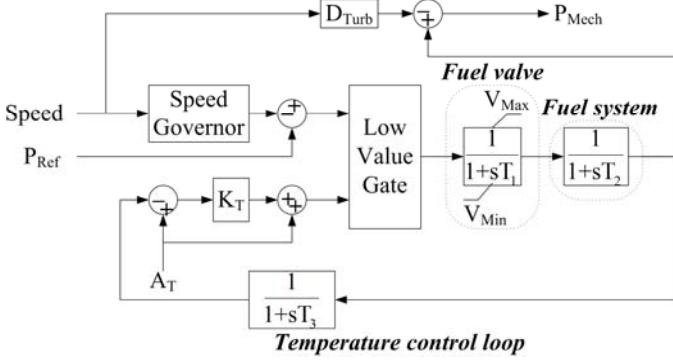 D_Turb
−
+
P_Mech
Fuel valve
Speed
Speed
Governor
−
+
Low
Value
Gate
V_Max
1
1+sT_1
V_Min
Fuel system
1
1+sT_2
P_Ref
−
+
K_T
+
+
A_T
1
1+sT_3
Temperature control loop